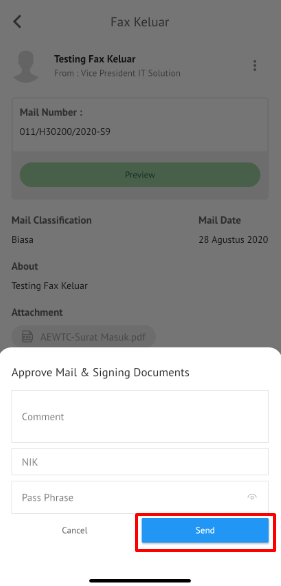 Fax Keluar
Testing Fax Keluar
From : Vice President IT Solution
Mail Number :
011/H30200/2020-S9
Preview
Mail Classification
Mail Date
Biasa
28 Agustus 2020
About
Testing Fax Keluar
Attachment
AEWTC-Surat Masuk.pdf
Approve Mail & Signing Documents
Comment
NIK
Pass Phrase
Cancel
Send